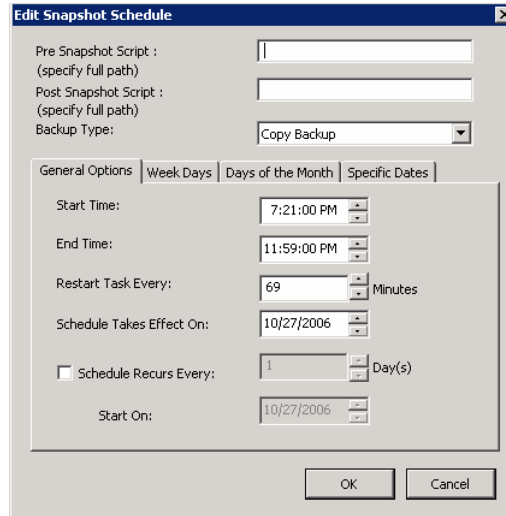 Edit Snapshot Schedule
Pre Snapshot Script :
(specify full path)
Post Snapshot Script :
(specify full path)
Backup Type: Copy Backup
General Options Week Days Days of the Month Specific Dates
Start Time: 7:21:00 PM
End Time: 11:59:00 PM
Restart Task Every: 69 Minutes
Schedule Takes Effect On: 10/27/2006
Schedule Recurs Every: 1 Day(s)
Start On: 10/27/2006
OK Cancel